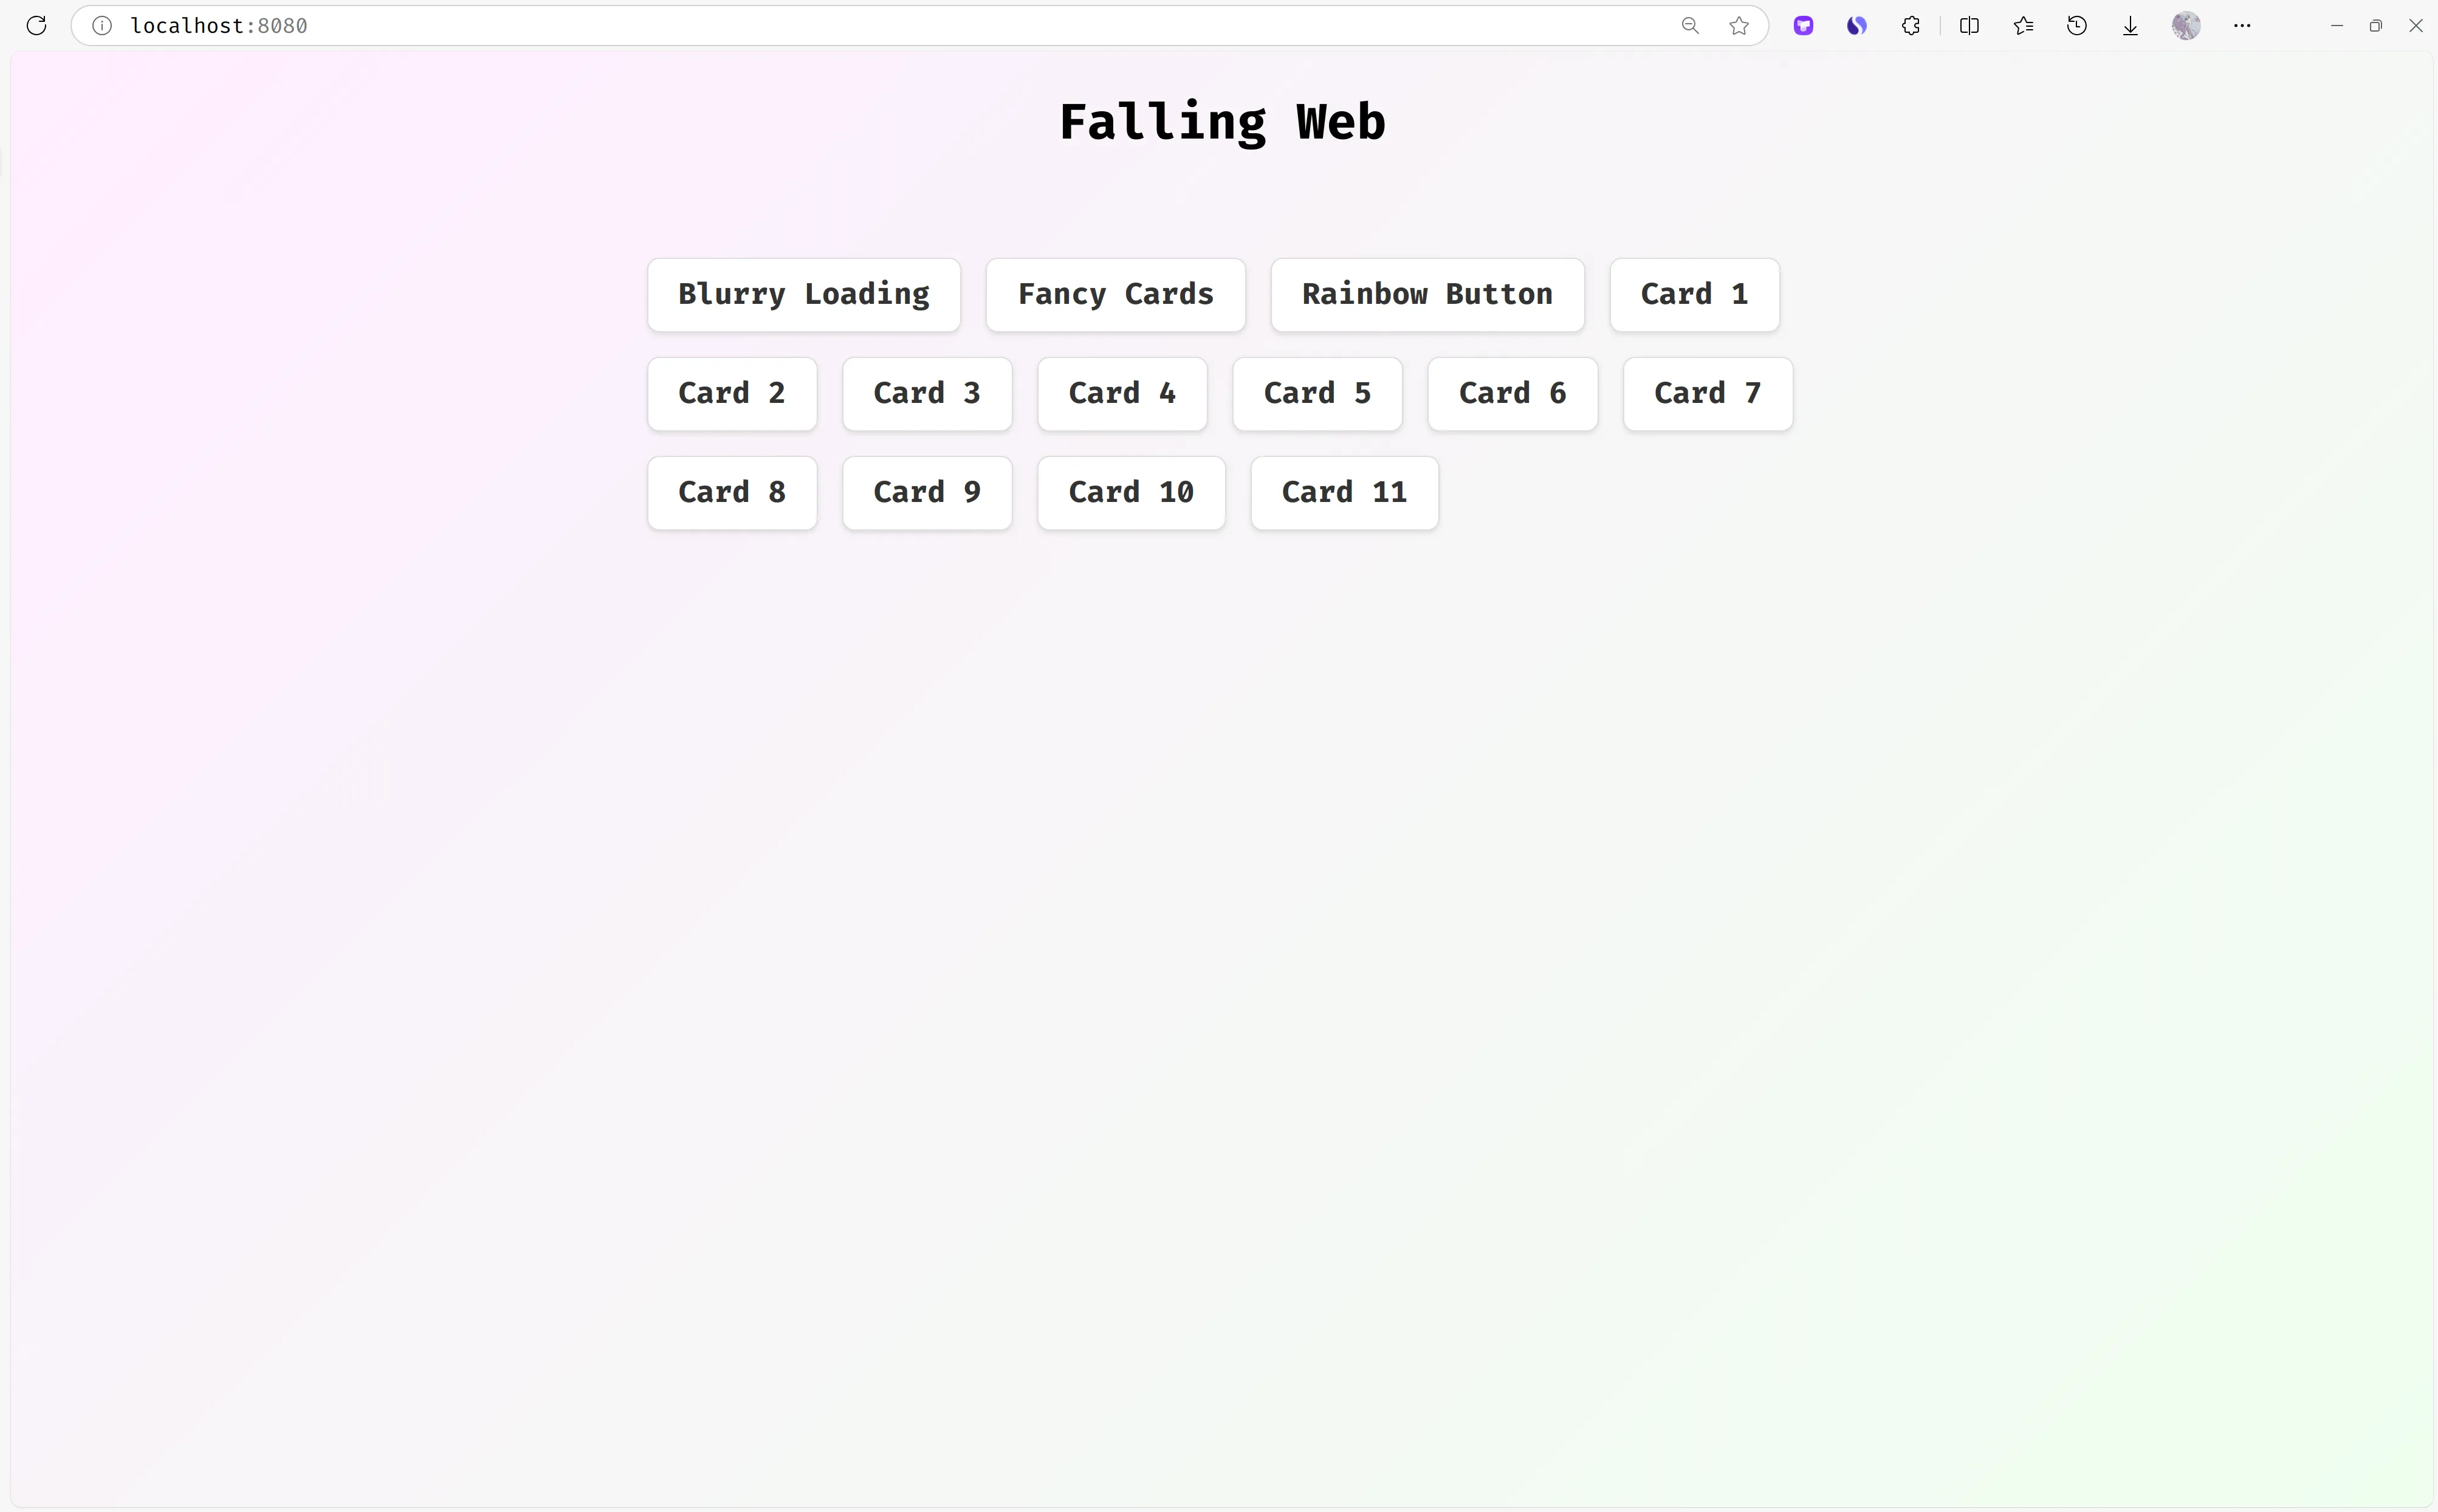 localhost:8080
Falling Web
Blurry Loading Fancy Cards Rainbow Button Card 1
Card 2 Card 3 Card 4 Card 5 Card 6 Card 7
Card 8 Card 9 Card 10 Card 11